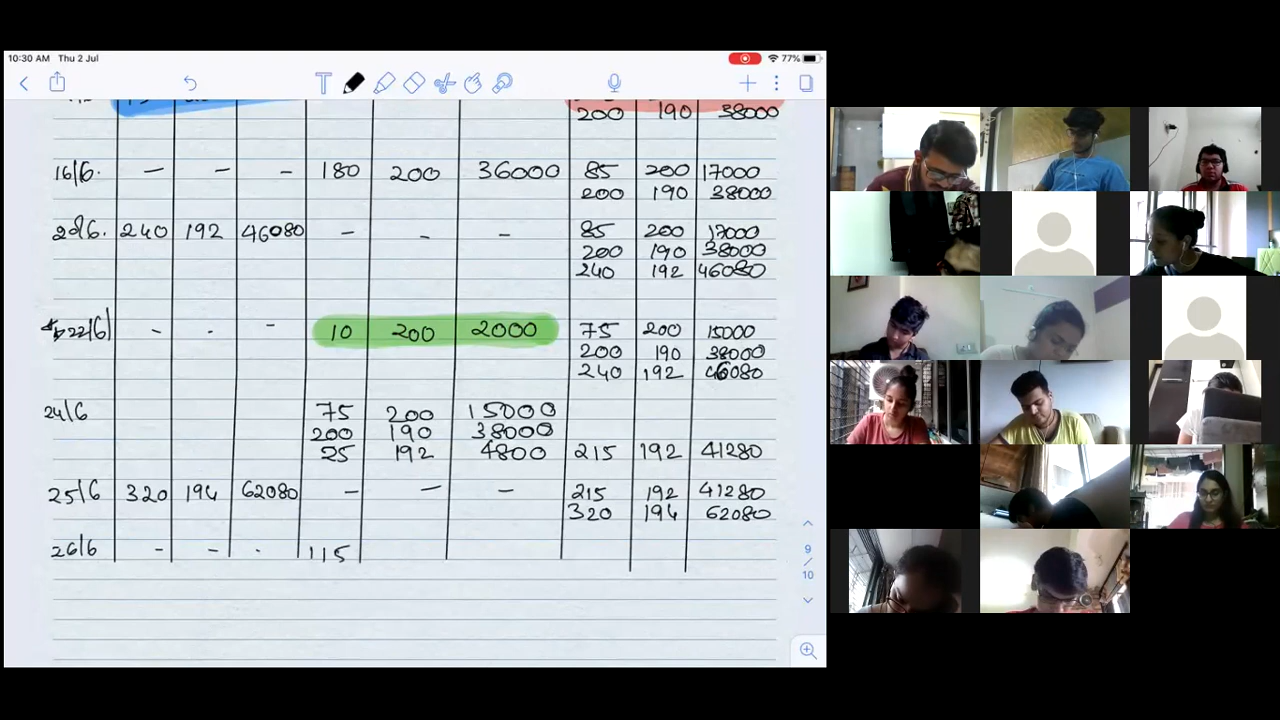 10:30 AM Thu 2 Jul 77%
T
200 190 38000
16/6. — — - 180 200 36000 85 200 17000
200 190 38000
22/6. 240 192 46080 - - - 85 200 17000
200 190 38000
240 192 46080
22/6 - - - 10 200 2000 75 200 15000
200 190 38000
240 192 46080
24/6 75 200 15000
200 190 38000
25 192 4800 215 192 41280
25/6 320 194 62080 - — - 215 192 41280
320 194 62080
26/6 - - - 115
9
/
10